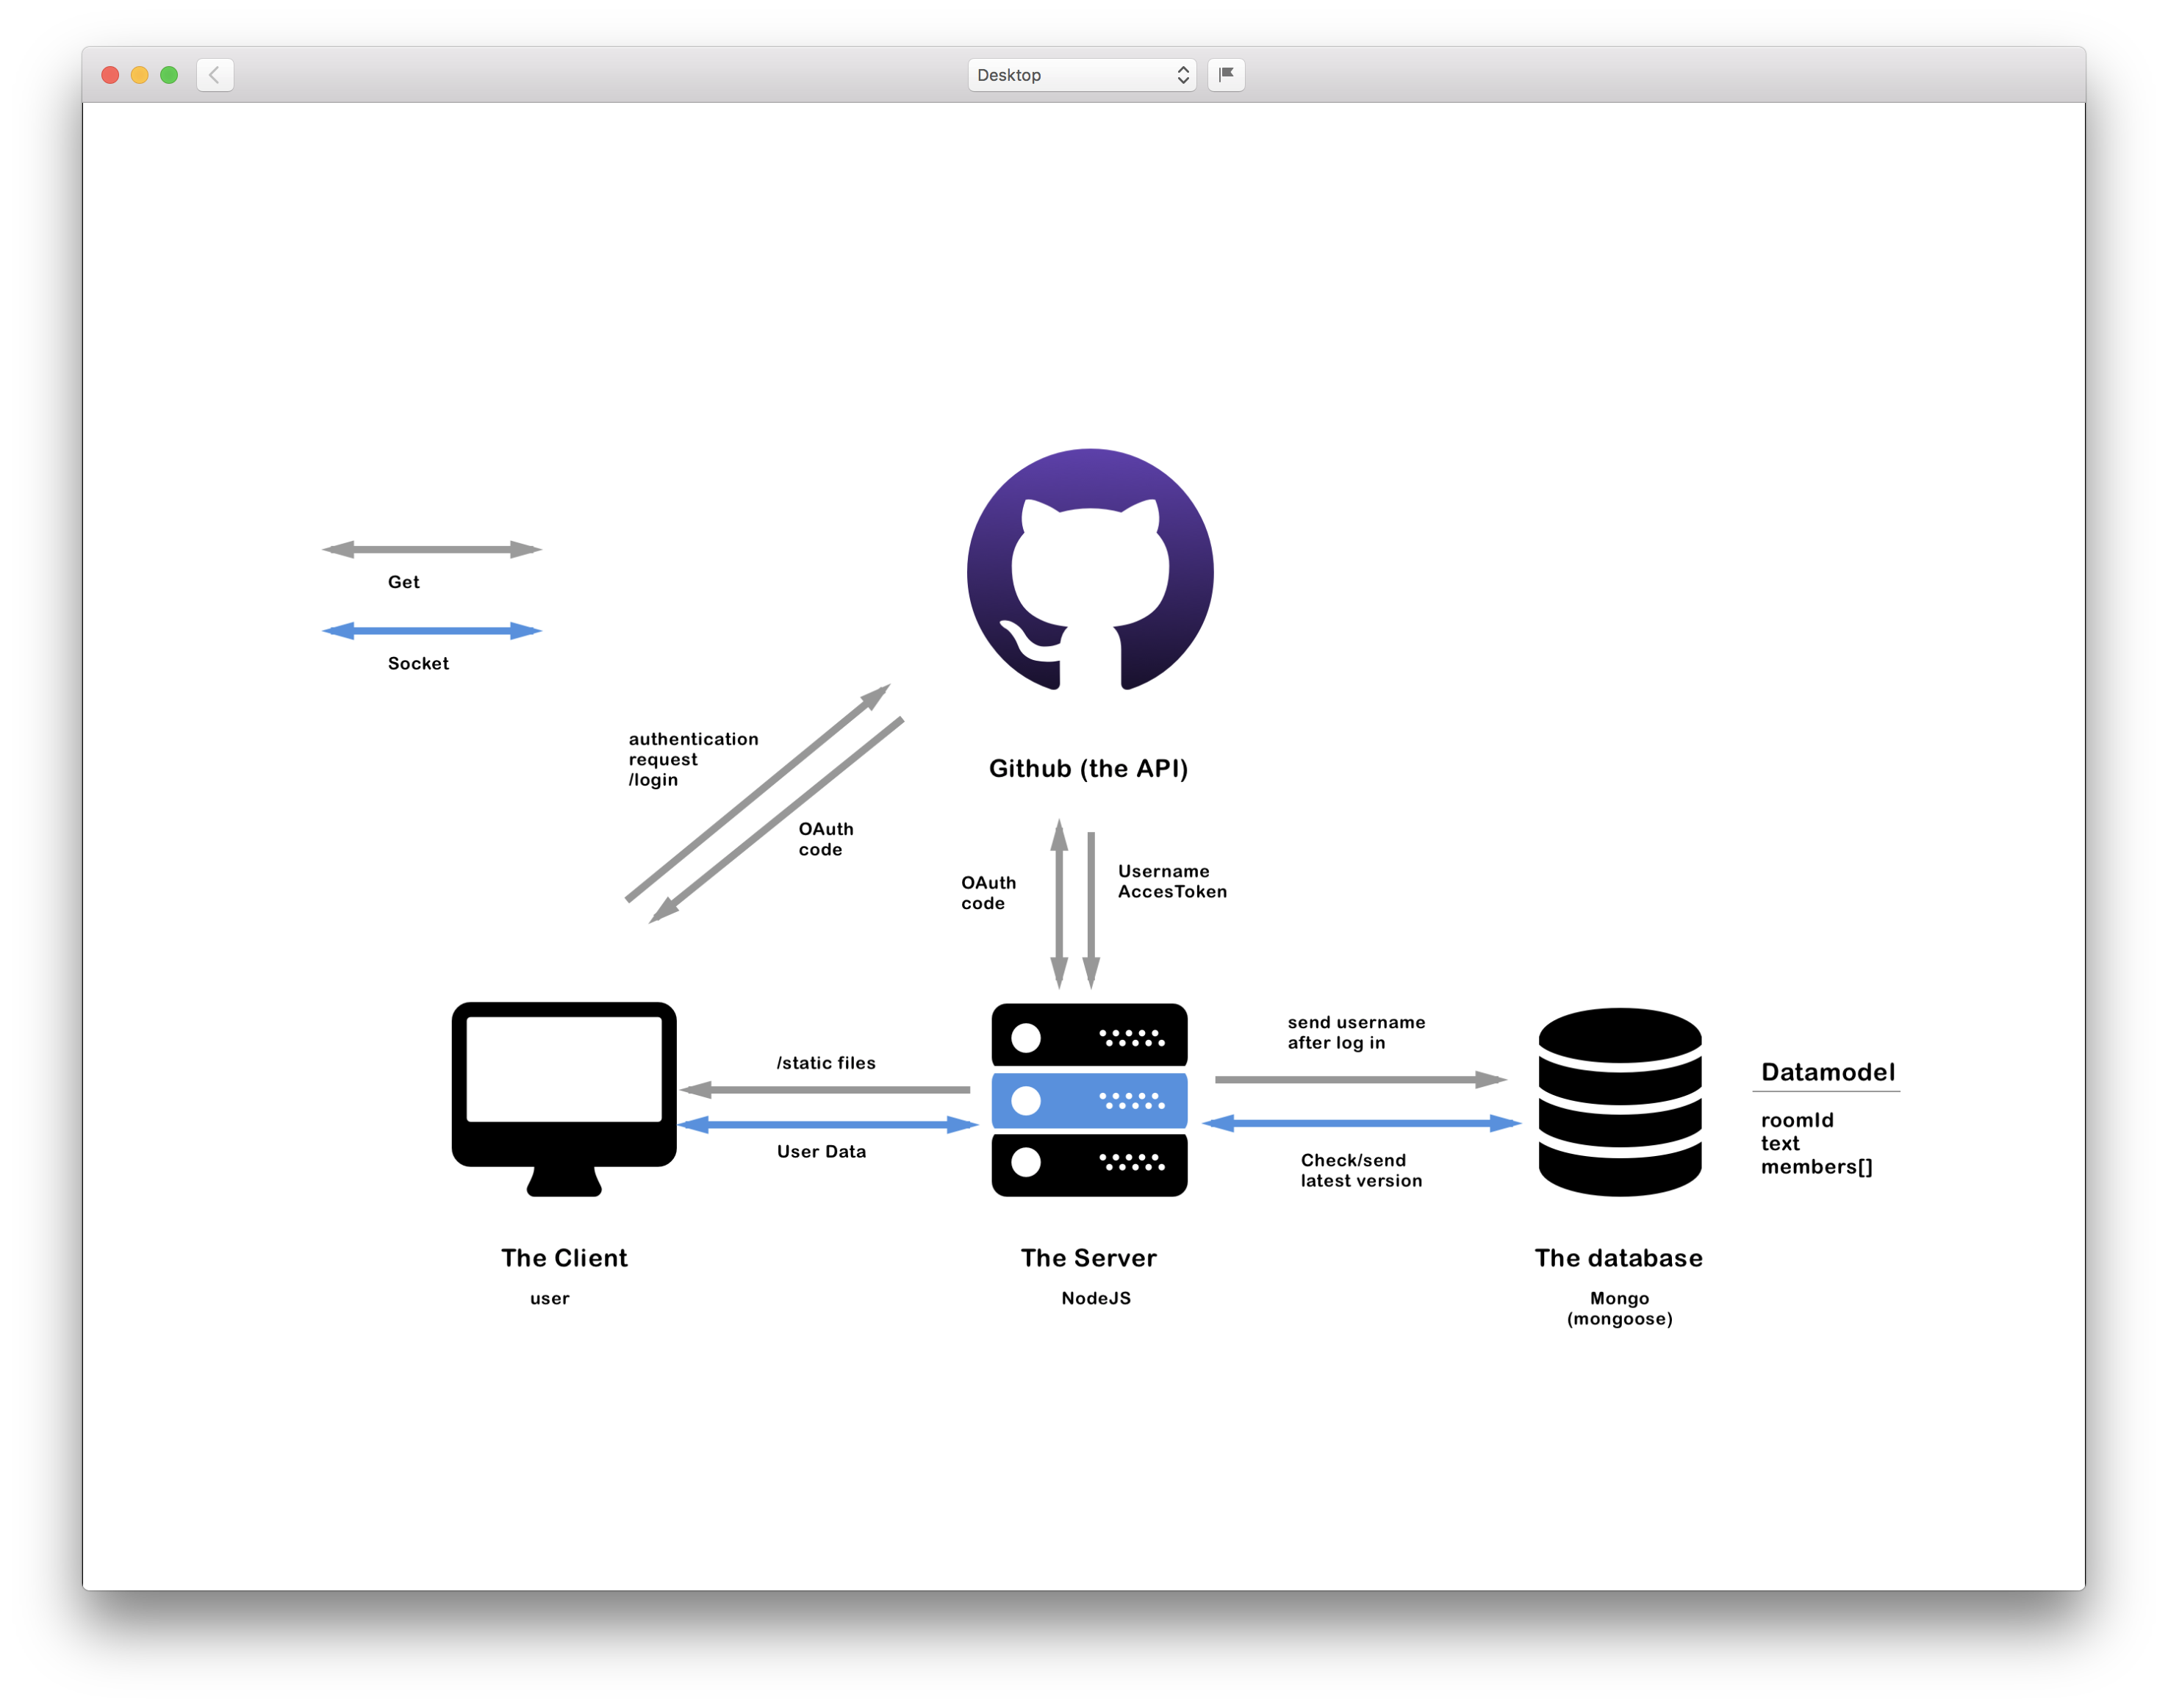 Desktop
Get
Socket
authentication
request
/login
OAuth
code
Github (the API)
OAuth
code
Username
AccesToken
/static files
User Data
send username
after log in
Check/send
latest version
Datamodel
roomId
text
members[]
The Client
user
The Server
NodeJS
The database
Mongo
(mongoose)